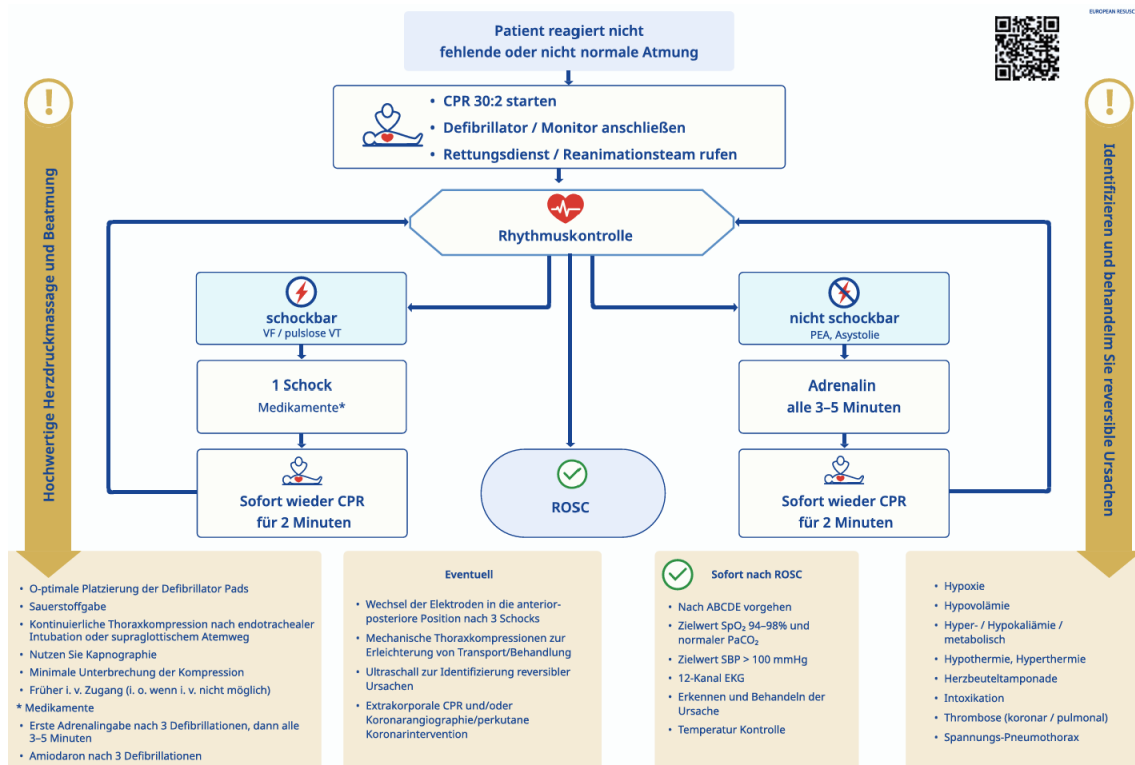 EUROPEAN RESUSC
Patient reagiert nicht
fehlende oder nicht normale Atmung
• CPR 30:2 starten
• Defibrillator / Monitor anschließen
• Rettungsdienst / Reanimationsteam rufen
Rhythmuskontrolle
schockbar
VF / pulslose VT
1 Schock
Medikamente*
Sofort wieder CPR
für 2 Minuten
ROSC
nicht schockbar
PEA, Asystolie
Adrenalin
alle 3–5 Minuten
Sofort wieder CPR
für 2 Minuten
Hochwertige Herzdruckmassage und Beatmung
Identifizieren und behandelm Sie reversible Ursachen
• O-ptimale Platzierung der Defibrillator Pads
• Sauerstoffgabe
• Kontinuierliche Thoraxkompression nach endotrachealer
Intubation oder supraglottischem Atemweg
• Nutzen Sie Kapnographie
• Minimale Unterbrechung der Kompression
• Früher i. v. Zugang (i. o. wenn i. v. nicht möglich)
* Medikamente
• Erste Adrenalingabe nach 3 Defibrillationen, dann alle
3–5 Minuten
• Amiodaron nach 3 Defibrillationen
Eventuell
• Wechsel der Elektroden in die anterior-
posteriore Position nach 3 Schocks
• Mechanische Thoraxkompressionen zur
Erleichterung von Transport/Behandlung
• Ultraschall zur Identifizierung reversibler
Ursachen
• Extrakorporale CPR und/oder
Koronarangiographie/perkutane
Koronarintervention
Sofort nach ROSC
• Nach ABCDE vorgehen
• Zielwert SpO₂ 94–98% und
normaler PaCO₂
• Zielwert SBP > 100 mmHg
• 12-Kanal EKG
• Erkennen und Behandeln der
Ursache
• Temperatur Kontrolle
• Hypoxie
• Hypovolämie
• Hyper- / Hypokaliämie /
metabolisch
• Hypothermie, Hyperthermie
• Herzbeuteltamponade
• Intoxikation
• Thrombose (koronar / pulmonal)
• Spannungs-Pneumothorax